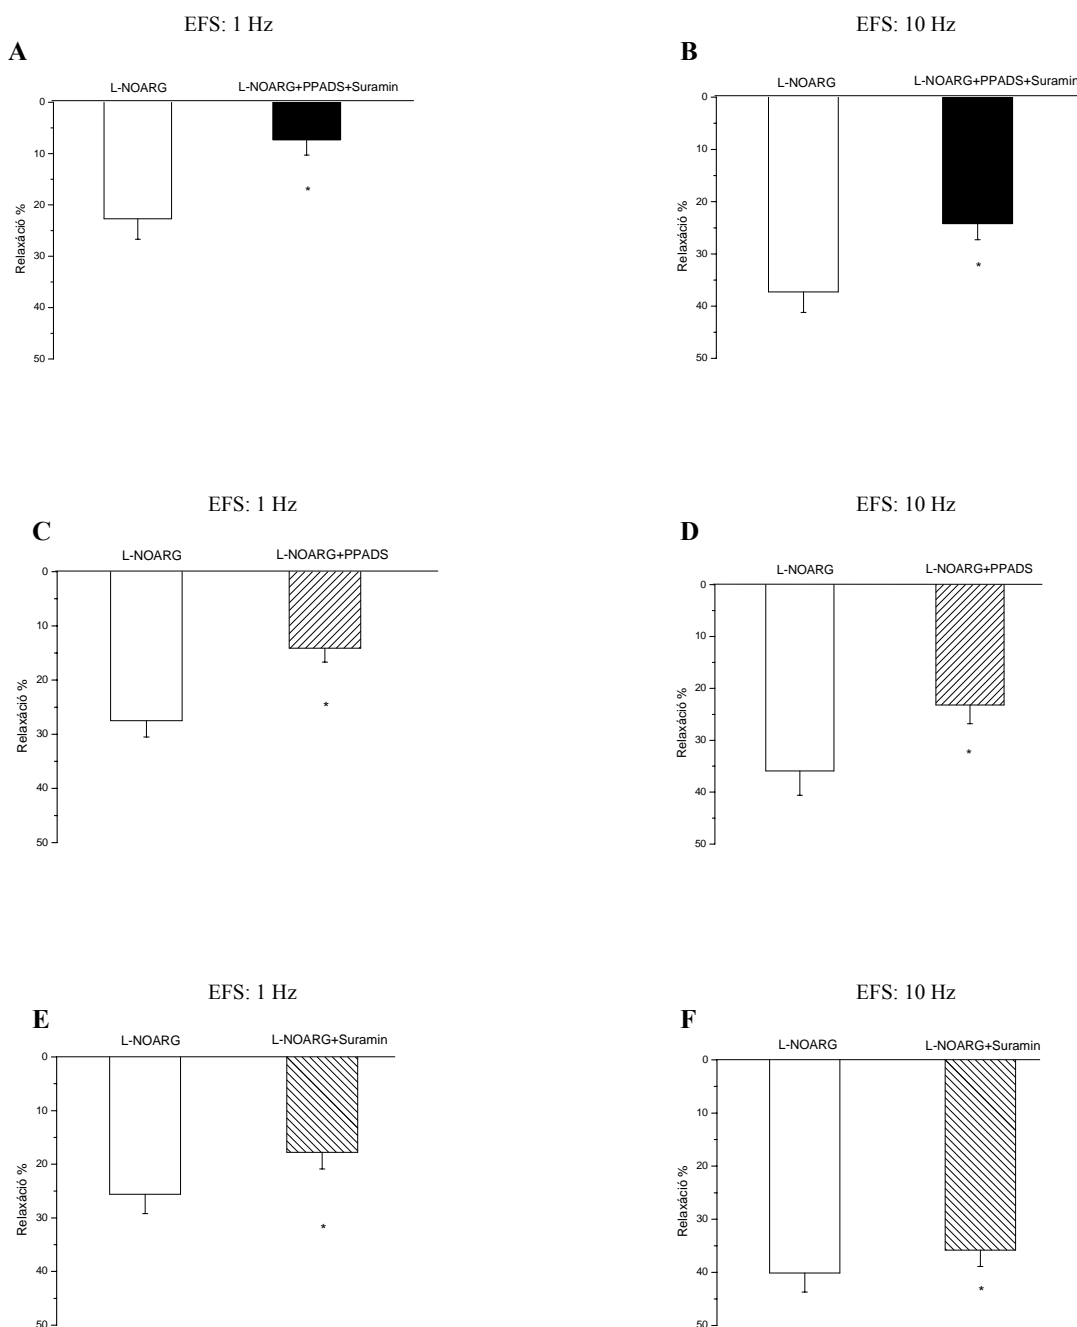 EFS: 1 Hz
A
L-NOARG
L-NOARG+PPADS+Suramin
0
10
20
30
40
50
Relaxáció %
*
EFS: 10 Hz
B
L-NOARG
L-NOARG+PPADS+Suramin
0
10
20
30
40
50
Relaxáció %
*
EFS: 1 Hz
C
L-NOARG
L-NOARG+PPADS
0
10
20
30
40
50
Relaxáció %
*
EFS: 10 Hz
D
L-NOARG
L-NOARG+PPADS
0
10
20
30
40
50
Relaxáció %
*
EFS: 1 Hz
E
L-NOARG
L-NOARG+Suramin
0
10
20
30
40
50
Relaxáció %
*
EFS: 10 Hz
F
L-NOARG
L-NOARG+Suramin
0
10
20
30
40
50
Relaxáció %
*